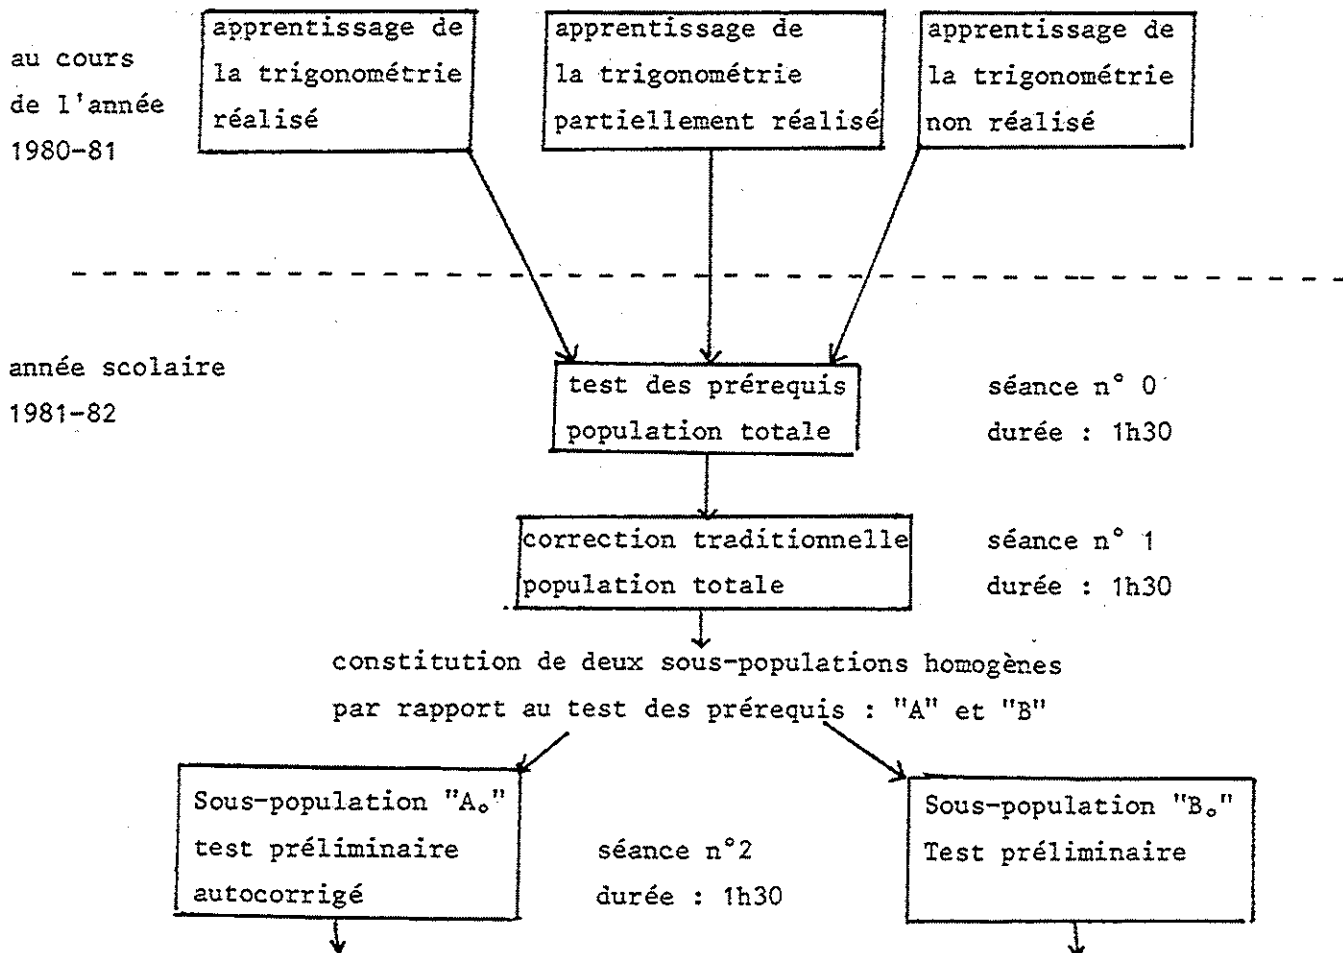 au cours
de l'année
1980-81
apprentissage de
la trigonométrie
réalisé
apprentissage de
la trigonométrie
partiellement réalisé
apprentissage de
la trigonométrie
non réalisé
année scolaire
1981-82
test des prérequis
population totale
séance n° 0
durée : 1h30
correction traditionnelle
population totale
séance n° 1
durée : 1h30
constitution de deux sous-populations homogènes
par rapport au test des prérequis : "A" et "B"
Sous-population "A₀"
test préliminaire
autocorrigé
séance n°2
durée : 1h30
Sous-population "B₀"
Test préliminaire